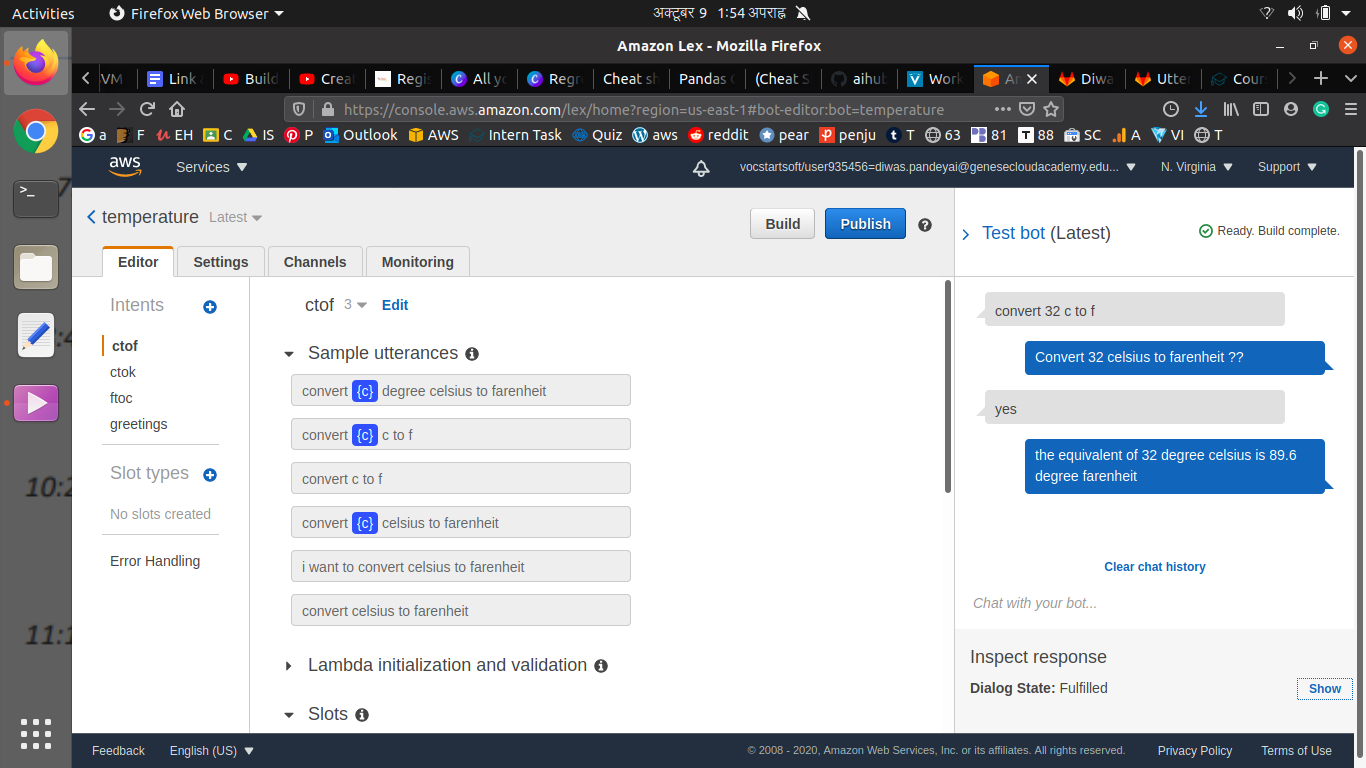 Activities Firefox Web Browser अक्टूबर 9 1:54 अपराह्न
Amazon Lex - Mozilla Firefox
VM Link Build Crea Regis All yo Regre Cheat sh Pandas (Cheat S aihub Work Diwa Utter Cour
https://console.aws.amazon.com/lex/home?region=us-east-1#bot-editor:bot=temperature
a F EH C IS P Outlook AWS Intern Task Quiz aws reddit pear penju T 63 81 88 SC A VI T
aws Services vocstartsoft/user935456=diwas.pandeyai@genesecloudacademy.edu... N. Virginia Support
temperature Latest
Build Publish
Editor Settings Channels Monitoring
Intents
ctof
ctok
ftoc
greetings
Slot types
No slots created
Error Handling
ctof 3 Edit
Sample utterances
convert {c} degree celsius to farenheit
convert {c} c to f
convert c to f
convert {c} celsius to farenheit
i want to convert celsius to farenheit
convert celsius to farenheit
Lambda initialization and validation
Slots
Test bot (Latest) Ready. Build complete.
convert 32 c to f
Convert 32 celsius to farenheit ??
yes
the equivalent of 32 degree celsius is 89.6
degree farenheit
Clear chat history
Chat with your bot...
Inspect response
Dialog State: Fulfilled Show
Feedback English (US) © 2008 - 2020, Amazon Web Services, Inc. or its affiliates. All rights reserved. Privacy Policy Terms of Use